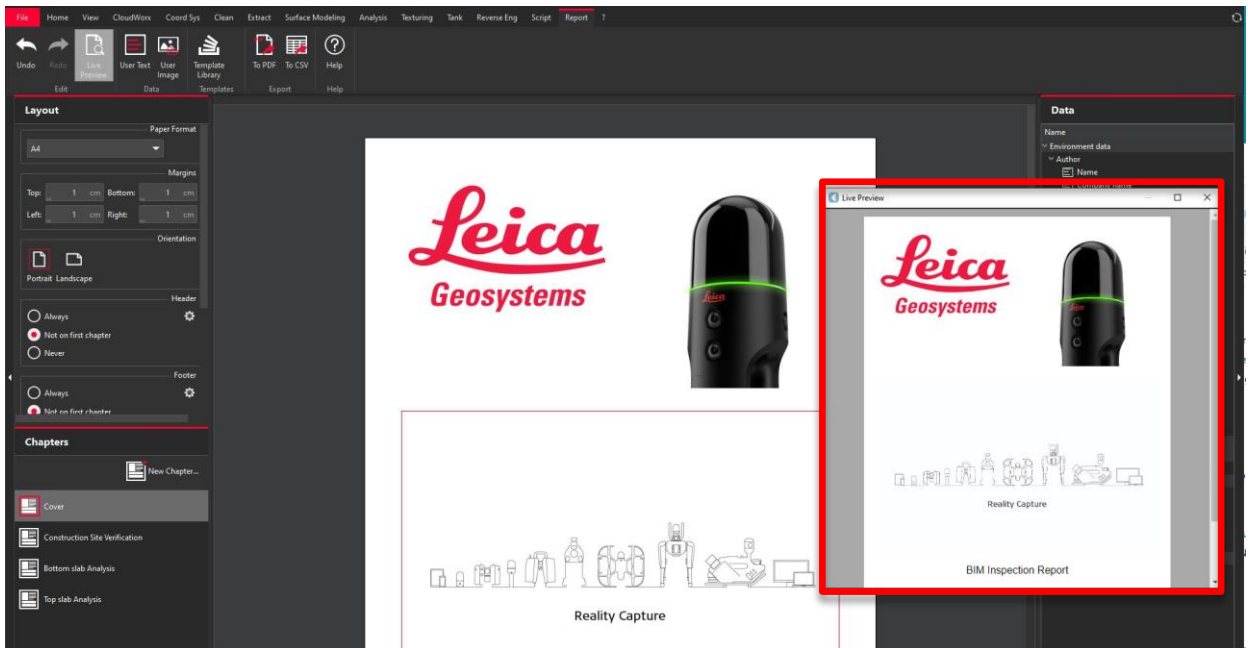 File Home View CloudWorx Coord Sys Clean Extract Surface Modeling Analysis Texturing Tank Reverse Eng Script Report ?
Undo Redo Live Preview User Text User Image Template Library To PDF To CSV Help
Edit Data Templates Export Help
Layout
Paper Format
A4
Margins
Top: 1 cm Bottom: 1 cm
Left: 1 cm Right: 1 cm
Orientation
Portrait Landscape
Header
Always
Not on first chapter
Never
Footer
Always
Not on first chapter
Chapters
New Chapter...
Cover
Construction Site Verification
Bottom slab Analysis
Top slab Analysis
Leica
Geosystems
Leica
Reality Capture
Data
Name
Environment data
Author
Name
Company name
Live Preview
Leica
Geosystems
Leica
Reality Capture
BIM Inspection Report